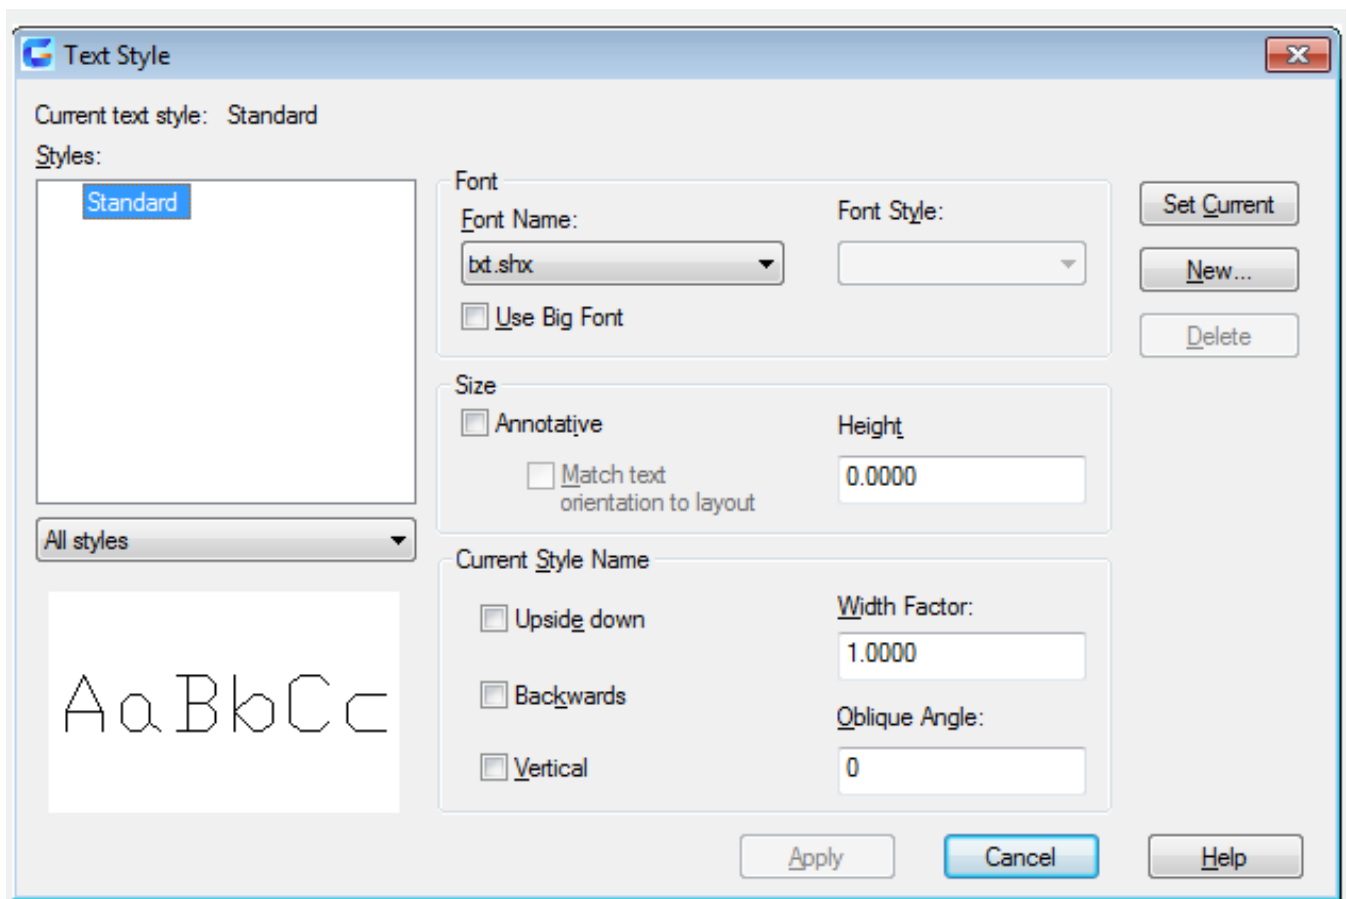 Text Style
Current text style: Standard
Styles:
Standard
All styles
AaBbCc
Font
Font Name:
txt.shx
Use Big Font
Font Style:
Size
Annotative
Match text
orientation to layout
Height
0.0000
Current Style Name
Upside down
Backwards
Vertical
Width Factor:
1.0000
Oblique Angle:
0
Set Current
New...
Delete
Apply
Cancel
Help